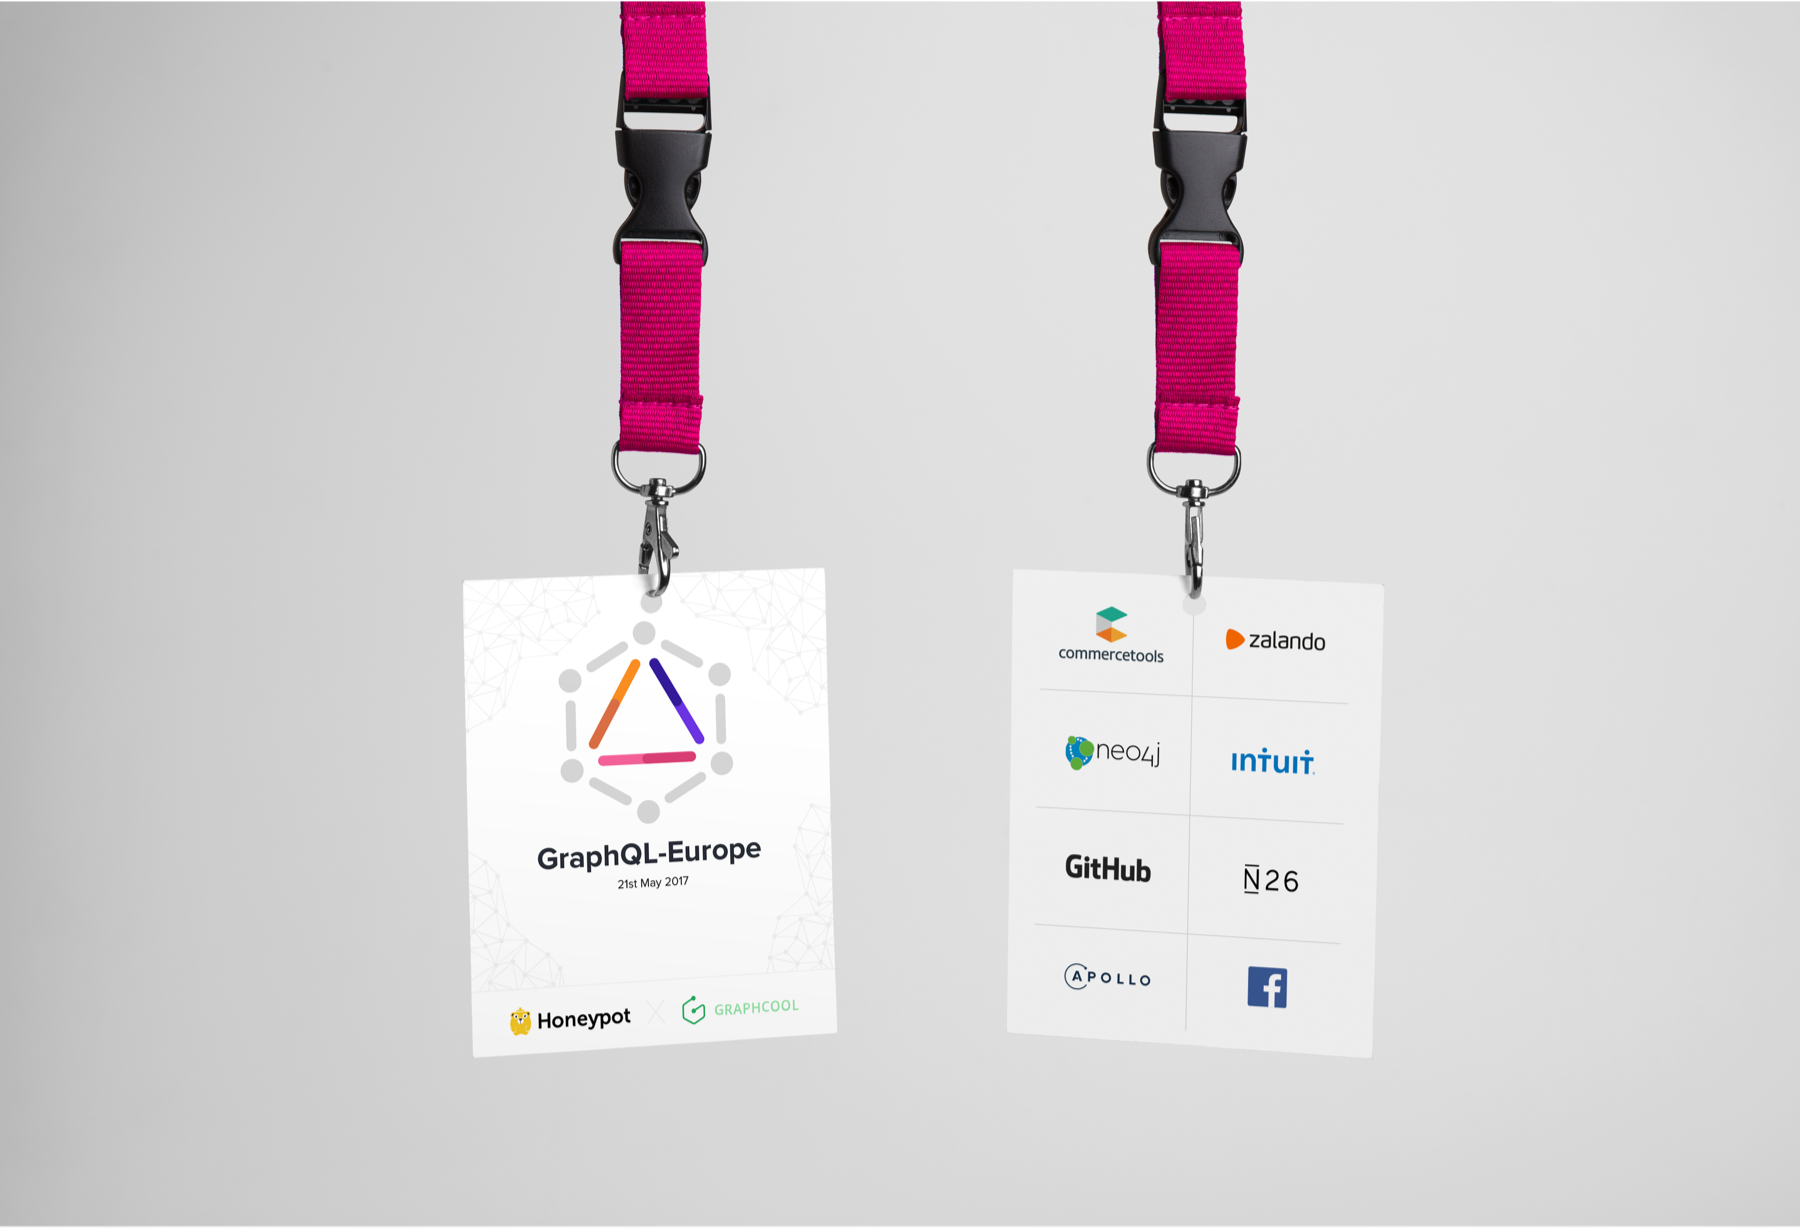 GraphQL-Europe
21st May 2017
Honeypot
GRAPHCOOL
commercetools
zalando
neo4j
intuit
GitHub
N26
APOLLO